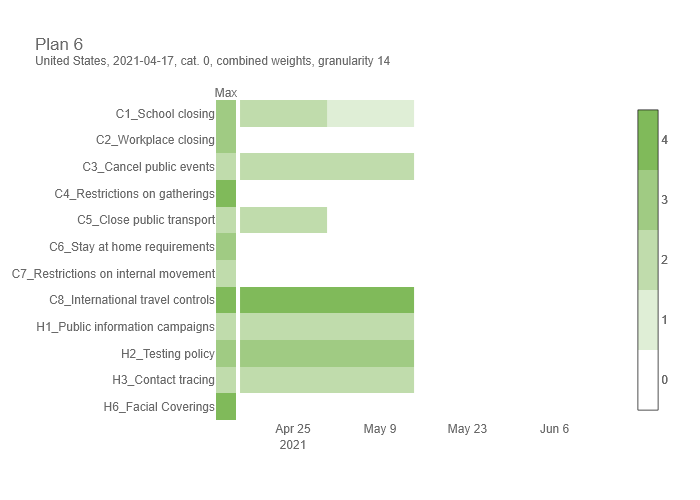 Plan 6
United States, 2021-04-17, cat. 0, combined weights, granularity 14
Max
C1_School closing
C2_Workplace closing
C3_Cancel public events
C4_Restrictions on gatherings
C5_Close public transport
C6_Stay at home requirements
C7_Restrictions on internal movement
C8_International travel controls
H1_Public information campaigns
H2_Testing policy
H3_Contact tracing
H6_Facial Coverings
Apr 25 May 9 May 23 Jun 6
2021
4
3
2
1
0